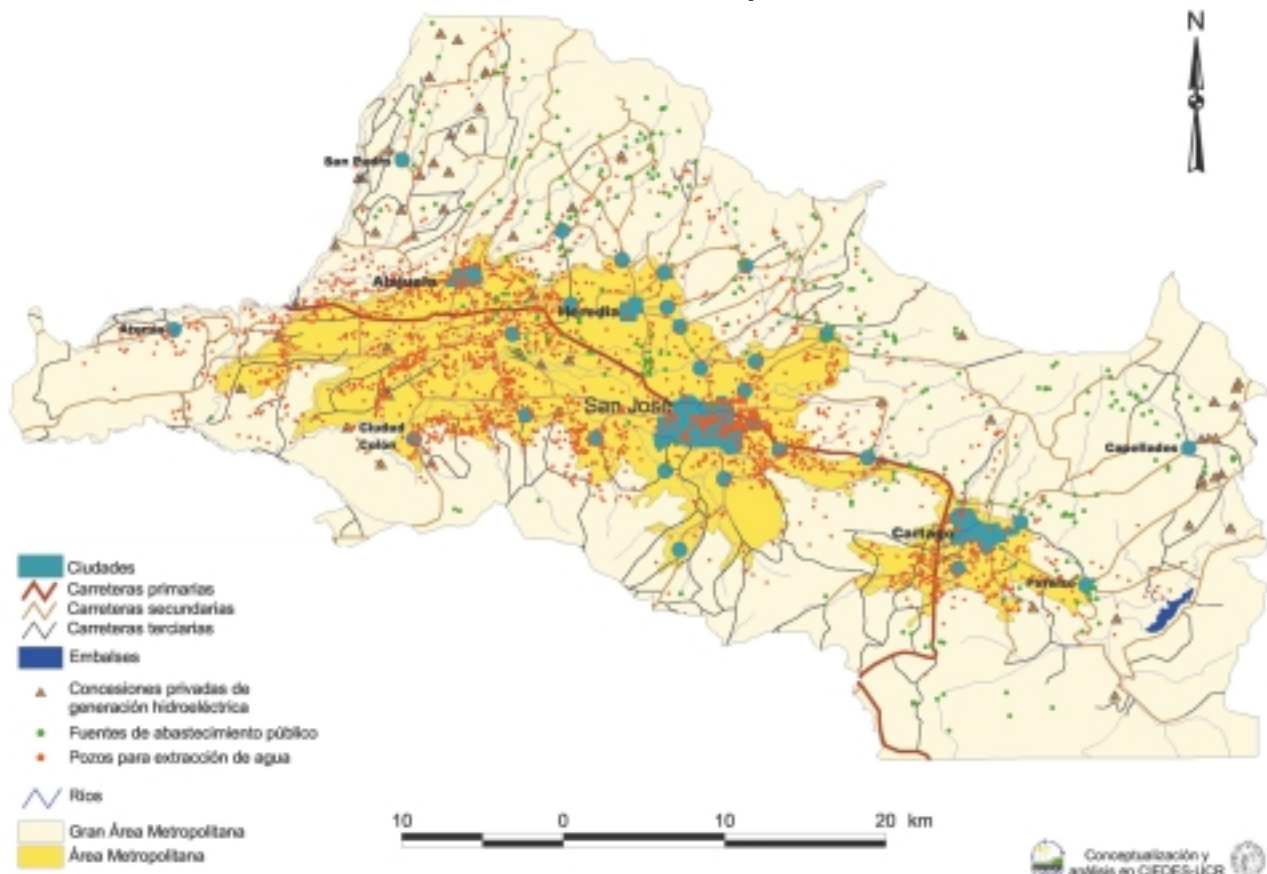 N
San Pedro
Alajuela
Heredia
Atenas
San José
Ciudad
Colón
Capellades
Cartago
Paraíso
Ciudades
Carreteras primarias
Carreteras secundarias
Carreteras terciarias
Embalses
Concesiones privadas de
generación hidroeléctrica
Fuentes de abastecimiento público
Pozos para extracción de agua
Ríos
Gran Área Metropolitana
Área Metropolitana
10 0 10 20 km
Conceptualización y
análisis en CIEDES-UCR